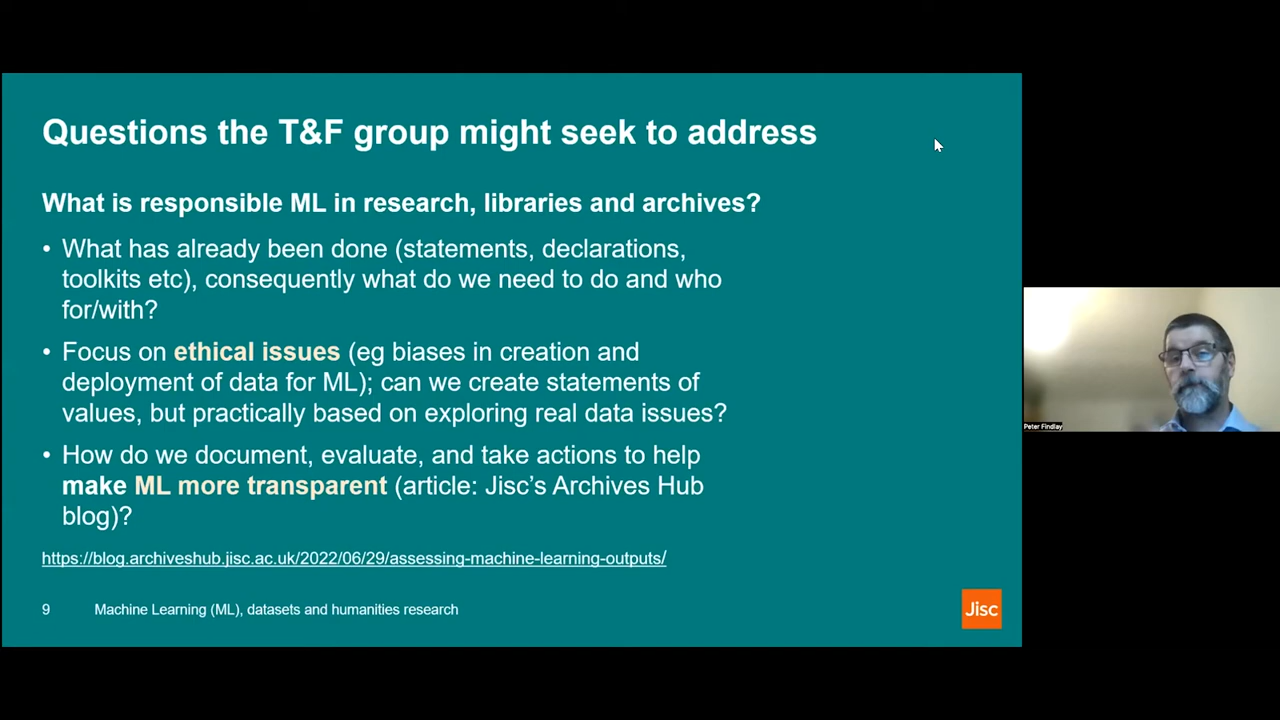 Questions the T&F group might seek to address
What is responsible ML in research, libraries and archives?
• What has already been done (statements, declarations,
toolkits etc), consequently what do we need to do and who
for/with?
• Focus on ethical issues (eg biases in creation and
deployment of data for ML); can we create statements of
values, but practically based on exploring real data issues?
• How do we document, evaluate, and take actions to help
make ML more transparent (article: Jisc’s Archives Hub
blog)?
https://blog.archiveshub.jisc.ac.uk/2022/06/29/assessing-machine-learning-outputs/
9 Machine Learning (ML), datasets and humanities research
Jisc
Peter Findlay